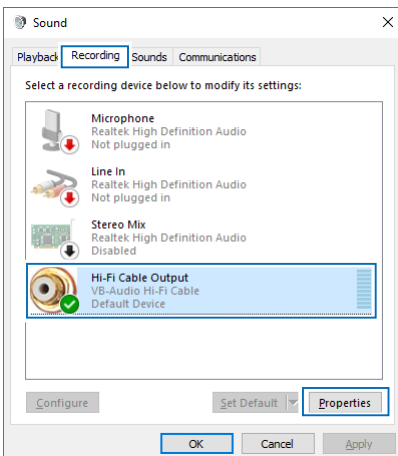 Sound
Playback Recording Sounds Communications
Select a recording device below to modify its settings:
Microphone
Realtek High Definition Audio
Not plugged in
Line In
Realtek High Definition Audio
Not plugged in
Stereo Mix
Realtek High Definition Audio
Disabled
Hi-Fi Cable Output
VB-Audio Hi-Fi Cable
Default Device
Configure Set Default Properties
OK Cancel Apply